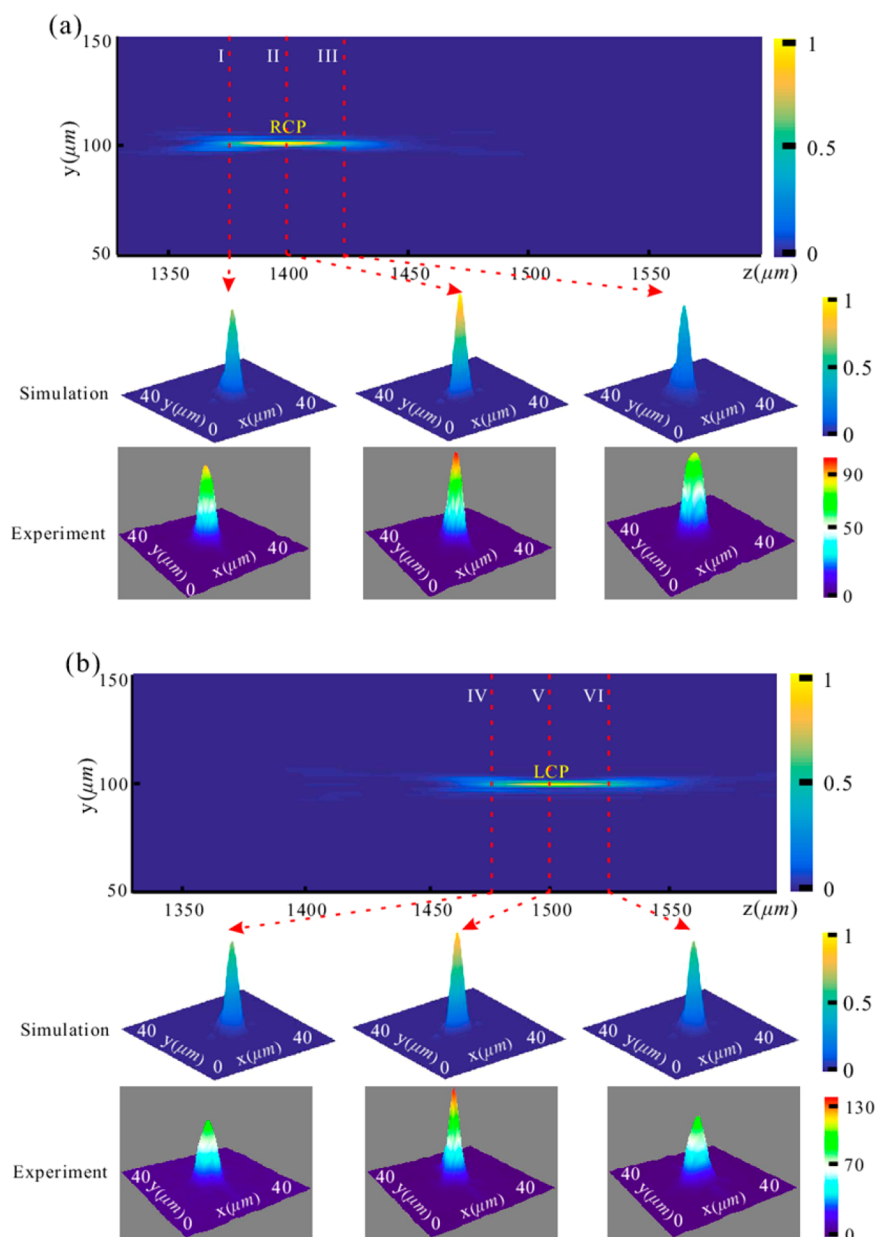 (a)
150
I II III
1
RCP
y(μm)
100
0.5
50
0
1350 1400 1450 1500 1550 z(μm)
1
0.5
Simulation
40 y(μm) 0 x(μm) 40
40 y(μm) 0 x(μm) 40
40 y(μm) 0 x(μm) 40
0
90
Experiment
50
40 y(μm) 0 x(μm) 40
40 y(μm) 0 x(μm) 40
40 y(μm) 0 x(μm) 40
0
(b)
150
IV V VI
1
LCP
y(μm)
100
0.5
50
0
1350 1400 1450 1500 1550 z(μm)
1
0.5
Simulation
40 y(μm) 0 x(μm) 40
40 y(μm) 0 x(μm) 40
40 y(μm) 0 x(μm) 40
0
130
Experiment
70
40 y(μm) 0 x(μm) 40
40 y(μm) 0 x(μm) 40
40 y(μm) 0 x(μm) 40
0